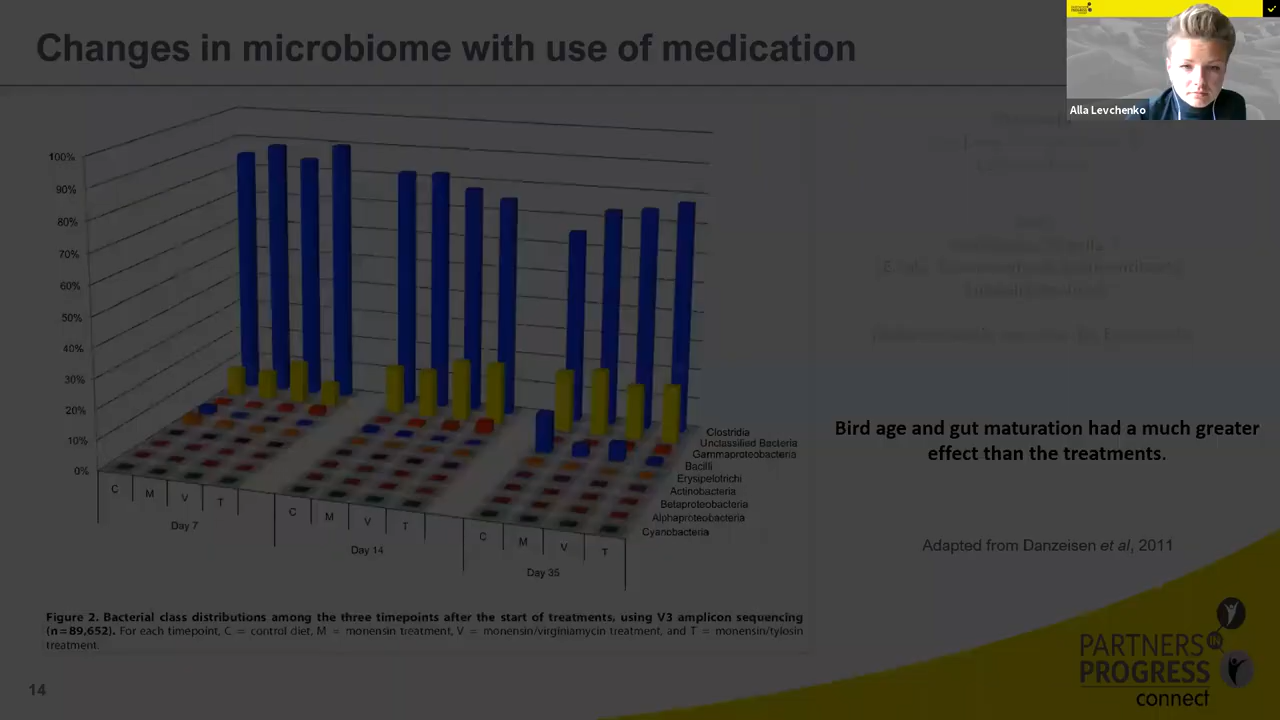 Changes in microbiome with use of medication
PARTNERS IN
PROGRESS
Alla Levchenko
100%
90%
80%
70%
60%
50%
40%
30%
20%
10%
0%
C M V T
Day 7
C M V T
Day 14
C M V T
Day 35
Clostridia
Unclassified Bacteria
Gammaproteobacteria
Bacilli
Erysipelotrichi
Actinobacteria
Betaproteobacteria
Alphaproteobacteria
Cyanobacteria
Bird age and gut maturation had a much greater
effect than the treatments.
Adapted from Danzeisen et al, 2011
Figure 2. Bacterial class distributions among the three timepoints after the start of treatments, using V3 amplicon sequencing
(n=89,652). For each timepoint, C = control diet, M = monensin treatment, V = monensin/virginiamycin treatment, and T = monensin/tylosin
treatment.
14
PARTNERS IN
PROGRESS
connect